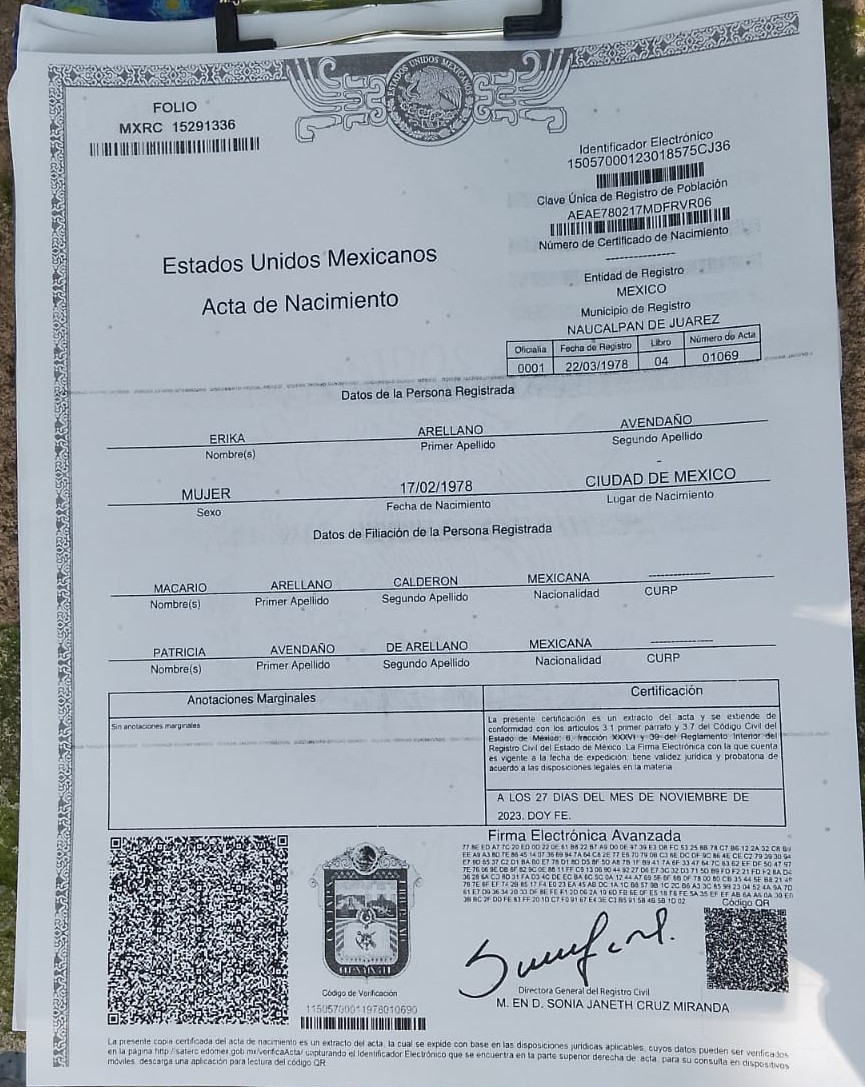 ESTADOS UNIDOS MEXICANOS
FOLIO
MXRC 15291336
Identificador Electrónico
15057000123018575CJ36
Clave Única de Registro de Población
AEAE780217MDFRVR06
Número de Certificado de Nacimiento
--------------
Entidad de Registro
MEXICO
Municipio de Registro
NAUCALPAN DE JUAREZ
Estados Unidos Mexicanos
Acta de Nacimiento
Oficialía Fecha de Registro Libro Número de Acta
0001 22/03/1978 04 01069
Datos de la Persona Registrada
ERIKA ARELLANO AVENDAÑO
Nombre(s) Primer Apellido Segundo Apellido
MUJER 17/02/1978 CIUDAD DE MEXICO
Sexo Fecha de Nacimiento Lugar de Nacimiento
Datos de Filiación de la Persona Registrada
MACARIO ARELLANO CALDERON MEXICANA --------------
Nombre(s) Primer Apellido Segundo Apellido Nacionalidad CURP
PATRICIA AVENDAÑO DE ARELLANO MEXICANA --------------
Nombre(s) Primer Apellido Segundo Apellido Nacionalidad CURP
Anotaciones Marginales
Sin anotaciones marginales
Certificación
La presente certificación es un extracto del acta y se extiende de
conformidad con los artículos 3.1 primer párrafo y 3.7 del Código Civil del
Estado de México; 6, fracción XXXVI y 39 del Reglamento Interior del
Registro Civil del Estado de México. La Firma Electrónica con la que cuenta
es vigente a la fecha de expedición; tiene validez jurídica y probatoria de
acuerdo a las disposiciones legales en la materia
A LOS 27 DIAS DEL MES DE NOVIEMBRE DE
2023. DOY FE.
Firma Electrónica Avanzada
Código QR
Código de Verificación
11505700011978010690
Directora General del Registro Civil
M. EN D. SONIA JANETH CRUZ MIRANDA
La presente copia certificada del acta de nacimiento es un extracto del acta, la cual se expide con base en las disposiciones jurídicas aplicables, cuyos datos pueden ser verificados
en la página http://saterc.edomex.gob.mx/verificaActa/ capturando el Identificador Electrónico que se encuentra en la parte superior derecha de acta, para su consulta en dispositivos
móviles, descarga una aplicación para lectura del código QR.